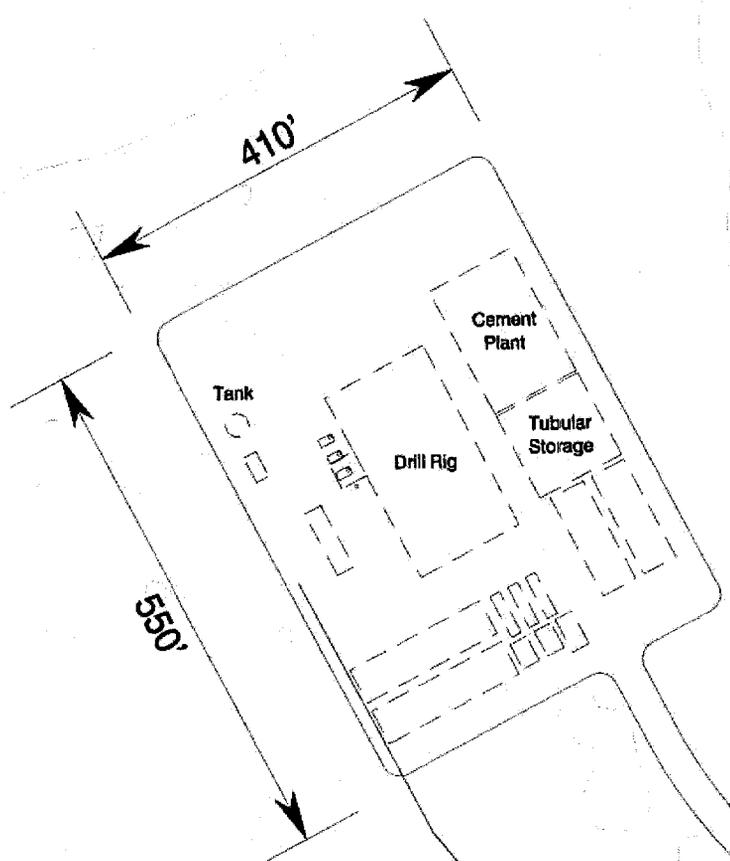 410'
Cement
Plant
Tank
Tubular
Storage
Drill Rig
550'